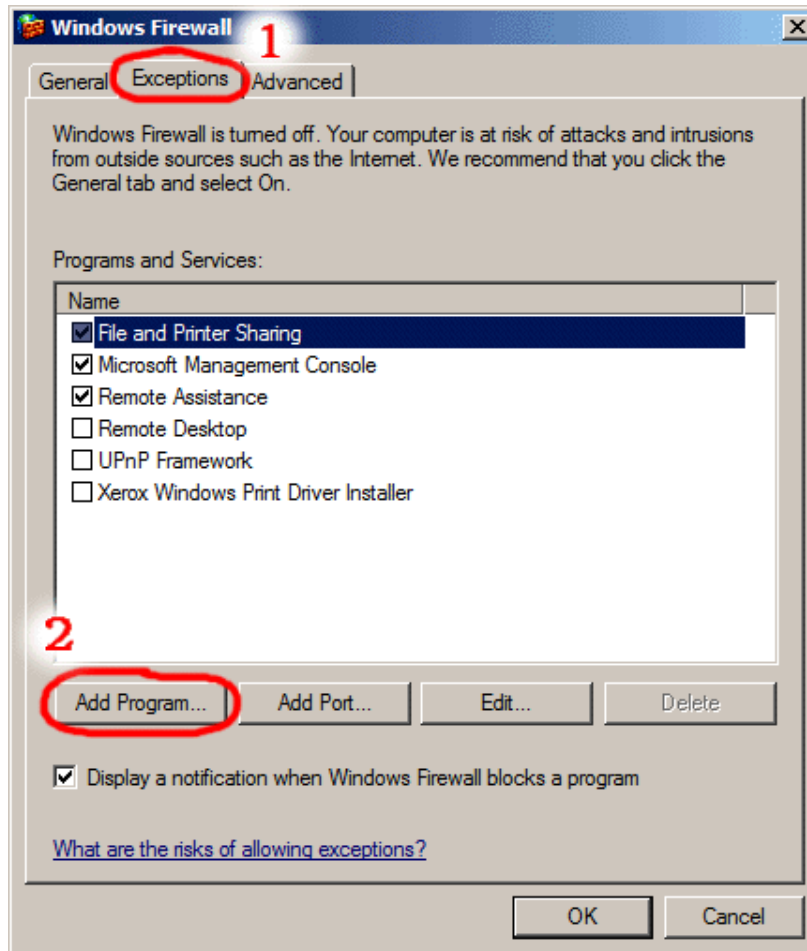 Windows Firewall
1
General Exceptions Advanced
Windows Firewall is turned off. Your computer is at risk of attacks and intrusions
from outside sources such as the Internet. We recommend that you click the
General tab and select On.
Programs and Services:
Name
File and Printer Sharing
Microsoft Management Console
Remote Assistance
Remote Desktop
UPnP Framework
Xerox Windows Print Driver Installer
2
Add Program... Add Port... Edit... Delete
Display a notification when Windows Firewall blocks a program
What are the risks of allowing exceptions?
OK Cancel